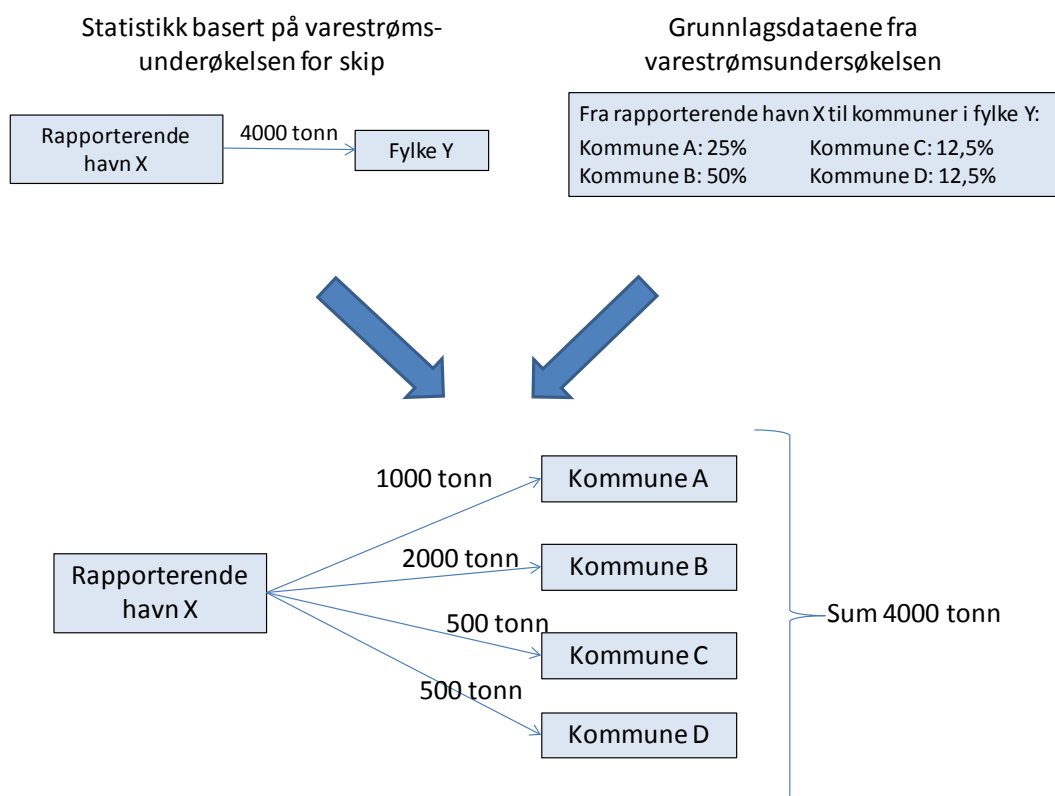 Statistikk basert på varestrøms-
underøkelsen for skip
Rapporterende
havn X
4000 tonn
Fylke Y
Grunnlagsdataene fra
varestrømsundersøkelsen
Fra rapporterende havn X til kommuner i fylke Y:
Kommune A: 25% Kommune C: 12,5%
Kommune B: 50% Kommune D: 12,5%
Rapporterende
havn X
1000 tonn
Kommune A
2000 tonn
Kommune B
500 tonn
Kommune C
500 tonn
Kommune D
Sum 4000 tonn